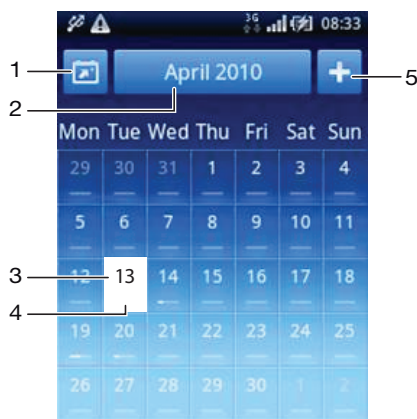 3G 08:33
1 April 2010 5
2
Mon Tue Wed Thu Fri Sat Sun
29 30 31 1 2 3 4
5 6 7 8 9 10 11
3 12 13 14 15 16 17 18
4
19 20 21 22 23 24 25
26 27 28 29 30 1 2